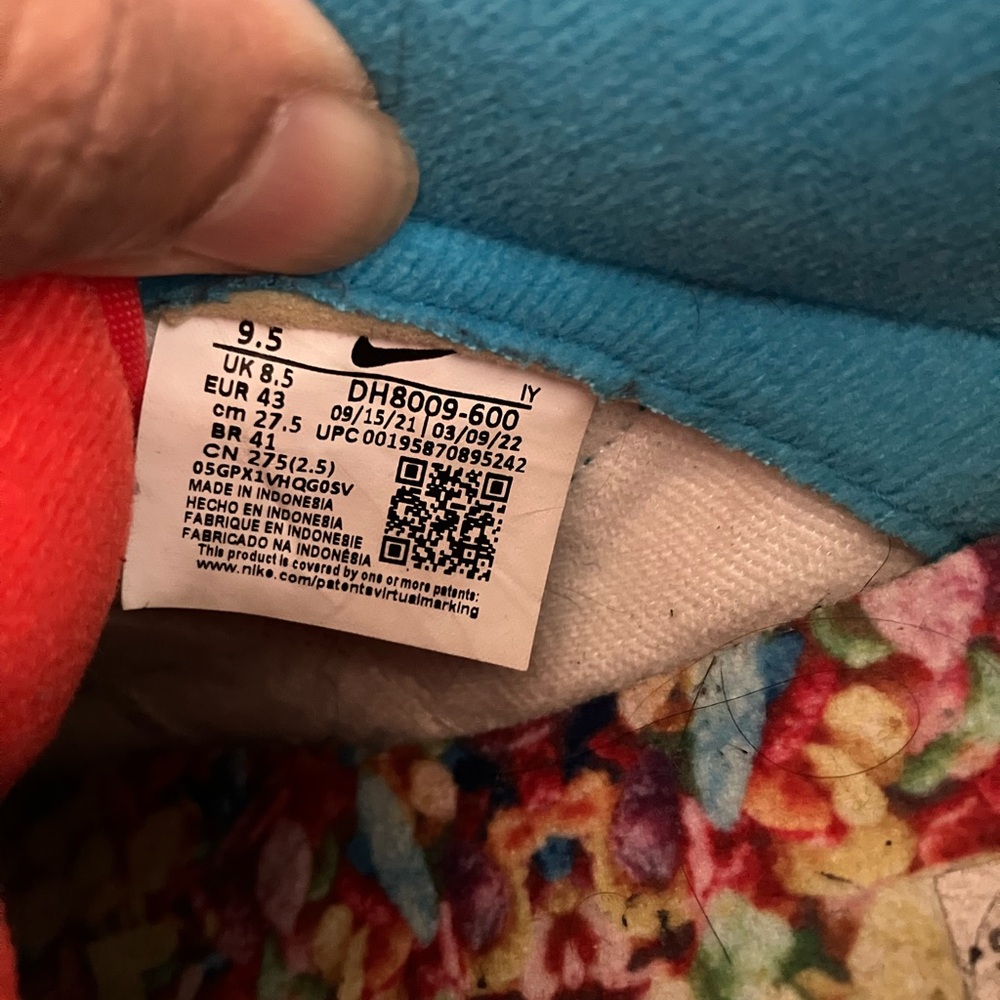 9.5
UK 8.5
EUR 43
cm 27.5
BR 41
CN 275(2.5)
IY
DH8009-600
09/15/21 | 03/09/22
UPC 00195870895242
05GPX1VHQG0SV
MADE IN INDONESIA
HECHO EN INDONESIA
FABRIQUE EN INDONESIE
FABRICADO NA INDONÉSIA
This product is covered by one or more patents:
www.nike.com/patentsvirtualmarking